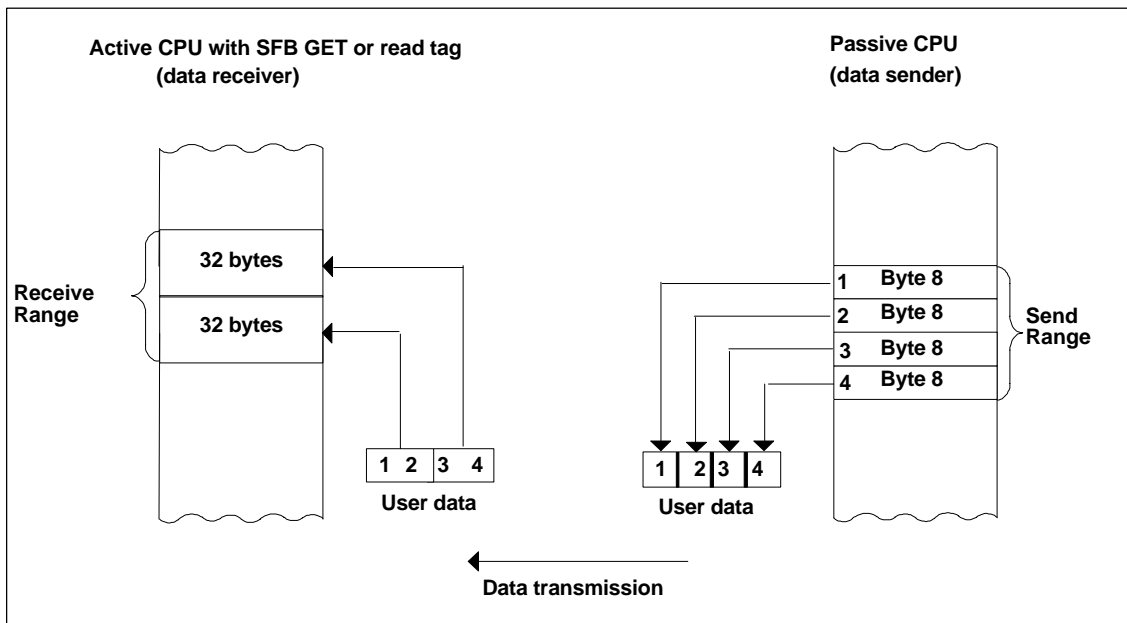 Active CPU with SFB GET or read tag
(data receiver)
Passive CPU
(data sender)
Receive
Range
32 bytes
32 bytes
1 2 3 4
User data
1 Byte 8
2 Byte 8
3 Byte 8
4 Byte 8
Send
Range
1 2 3 4
User data
Data transmission